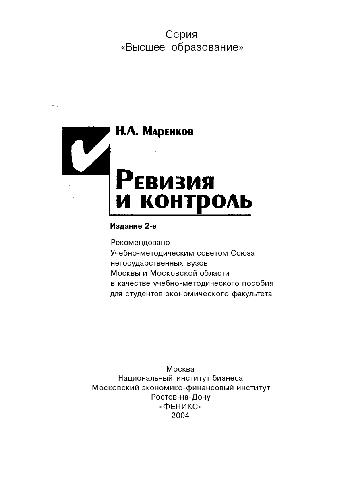 Серия
«Высшее образование»
Н.Л. Маренков
Ревизия
и контроль
Издание 2-е
Рекомендовано
Учебно-методическим советом Союза
негосударственных вузов
Москвы и Московской области
в качестве учебно-методического пособия
для студентов экономического факультета
Москва
Национальный институт бизнеса
Московский экономико-финансовый институт
Ростов-на-Дону
«ФЕНИКС»
2004